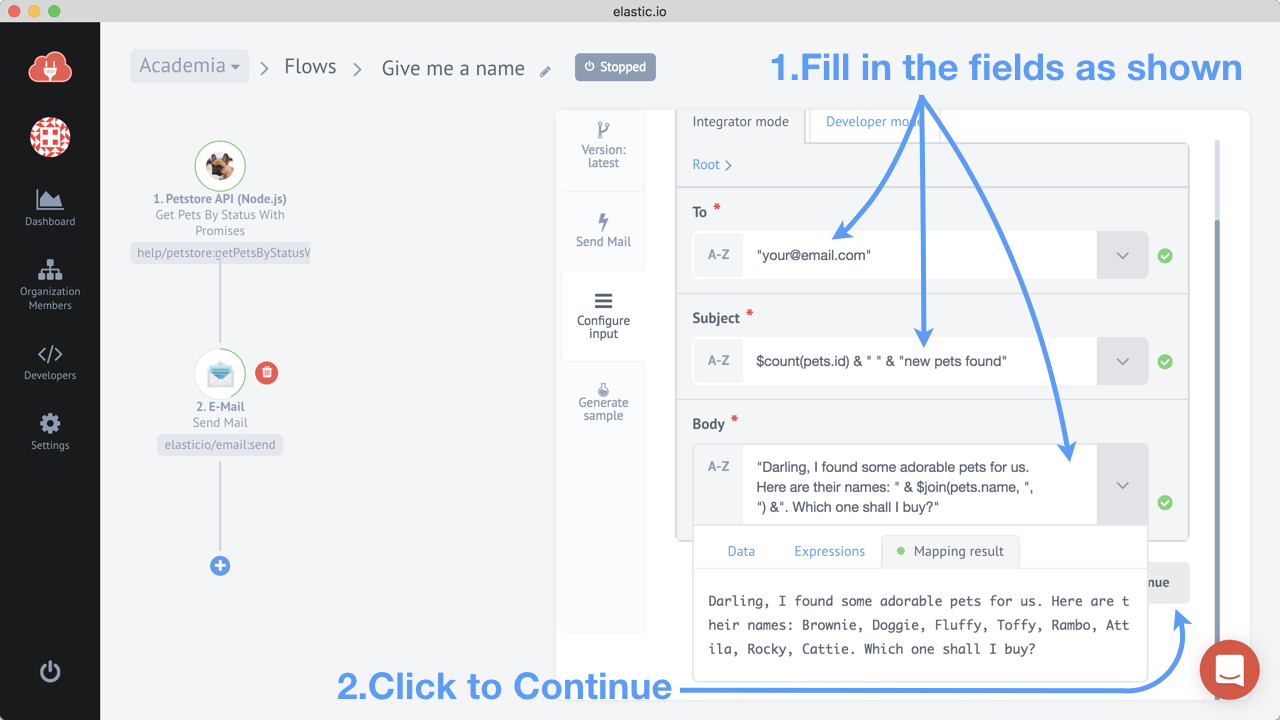 elastic.io
Academia
Flows
Give me a name
Stopped
1.Fill in the fields as shown
Dashboard
Organization
Members
Developers
Settings
1. Petstore API (Node.js)
Get Pets By Status With
Promises
help/petstore:getPetsByStatusV
2. E-Mail
Send Mail
elasticio/email:send
Version:
latest
Send Mail
Configure
input
Generate
sample
Integrator mode
Developer mode
Root
To *
A-Z
"your@email.com"
Subject *
A-Z
$count(pets.id) & " " & "new pets found"
Body *
A-Z
"Darling, I found some adorable pets for us.
Here are their names: " & $join(pets.name, ",
") &". Which one shall I buy?"
Data
Expressions
Mapping result
nue
Darling, I found some adorable pets for us. Here are t
heir names: Brownie, Doggie, Fluffy, Toffy, Rambo, Att
ila, Rocky, Cattie. Which one shall I buy?
2.Click to Continue